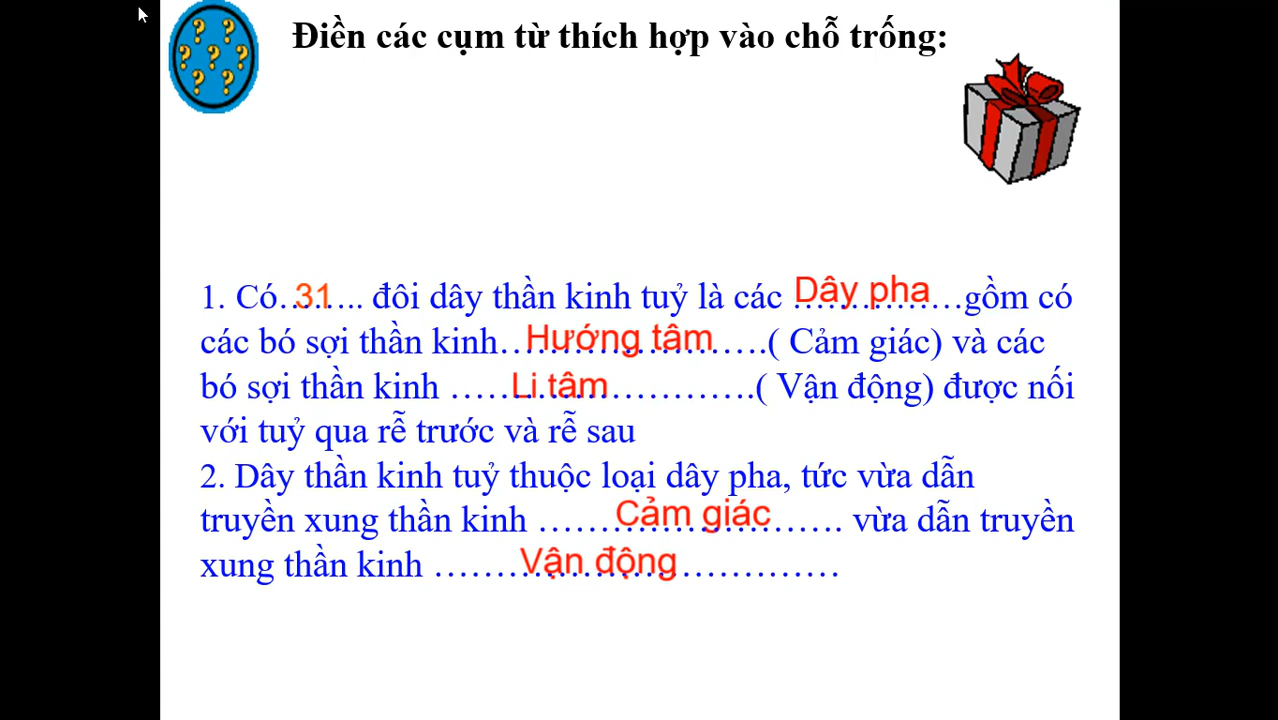 Điền các cụm từ thích hợp vào chỗ trống:
1. Có…31….. đôi dây thần kinh tuỷ là các …Dây pha…gồm có
các bó sợi thần kinh…Hướng tâm…….( Cảm giác) và các
bó sợi thần kinh ……Li tâm………….( Vận động) được nối
với tuỷ qua rễ trước và rễ sau
2. Dây thần kinh tuỷ thuộc loại dây pha, tức vừa dẫn
truyền xung thần kinh ………Cảm giác………. vừa dẫn truyền
xung thần kinh ………Vận động………………